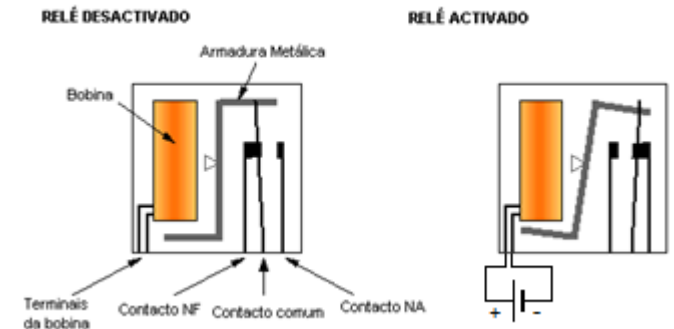 RELÉ DESACTIVADO
RELÉ ACTIVADO
Armadura Metálica
Bobina
Terminais
da bobina
Contacto NF
Contacto comum
Contacto NA
+ -